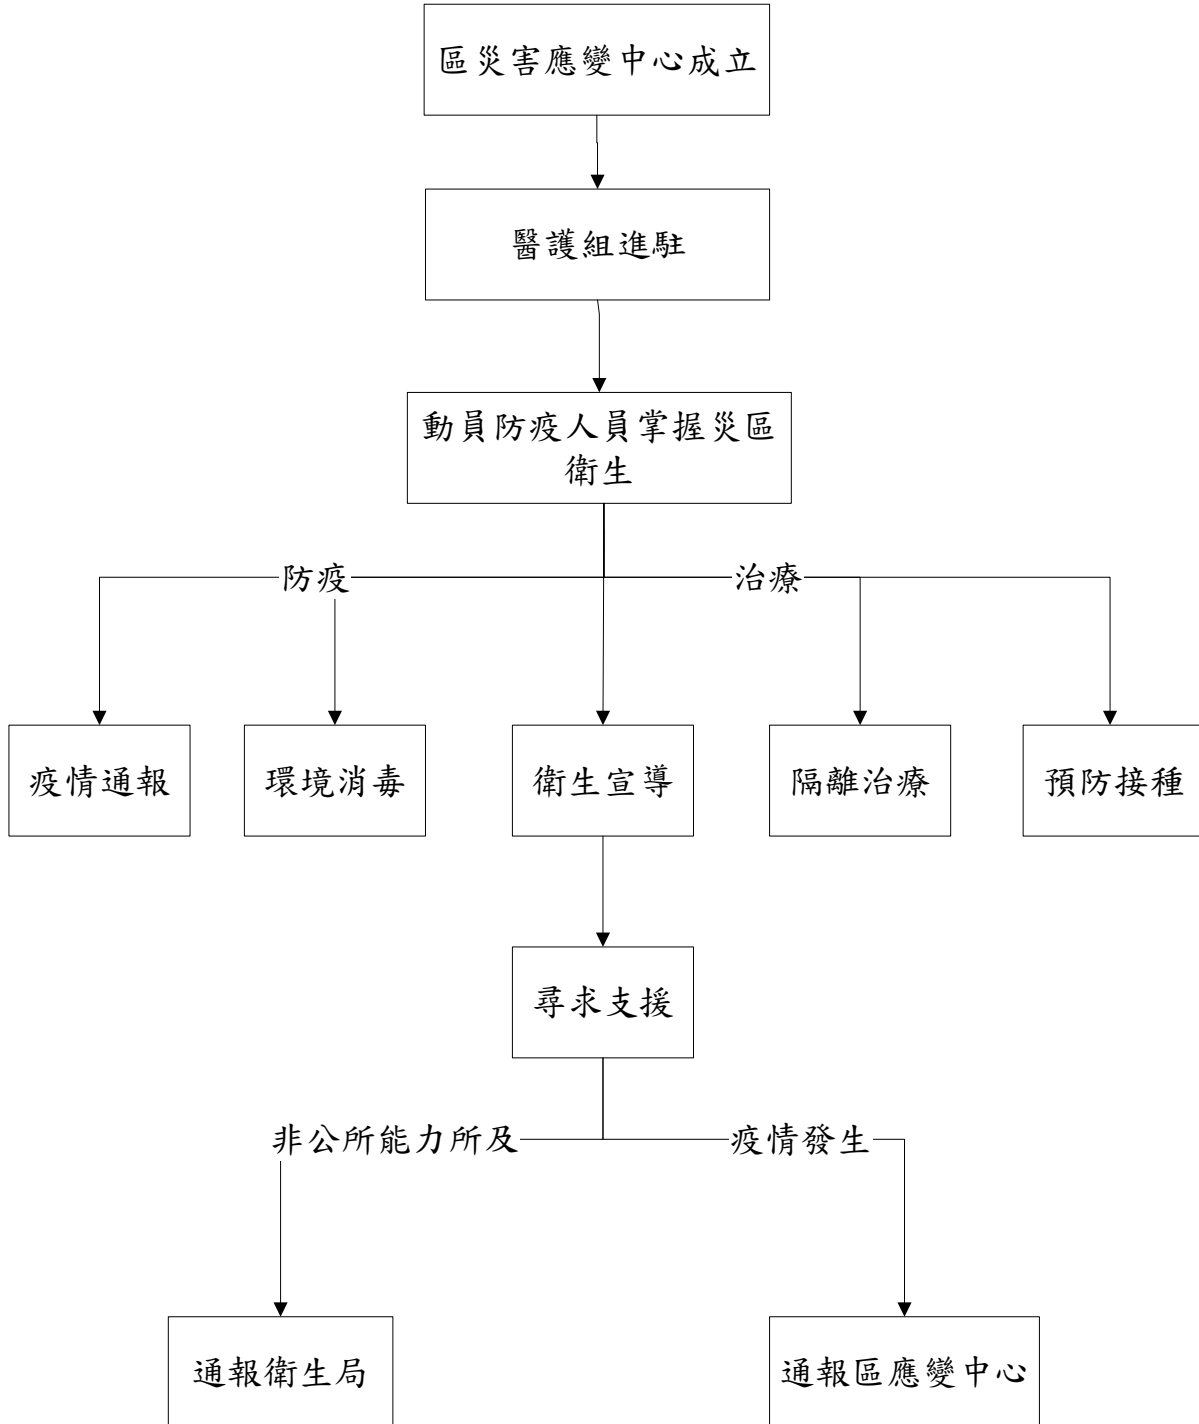 區災害應變中心成立
醫護組進駐
動員防疫人員掌握災區
衛生
防疫
治療
疫情通報
環境消毒
衛生宣導
隔離治療
預防接種
尋求支援
非公所能力所及
疫情發生
通報衛生局
通報區應變中心